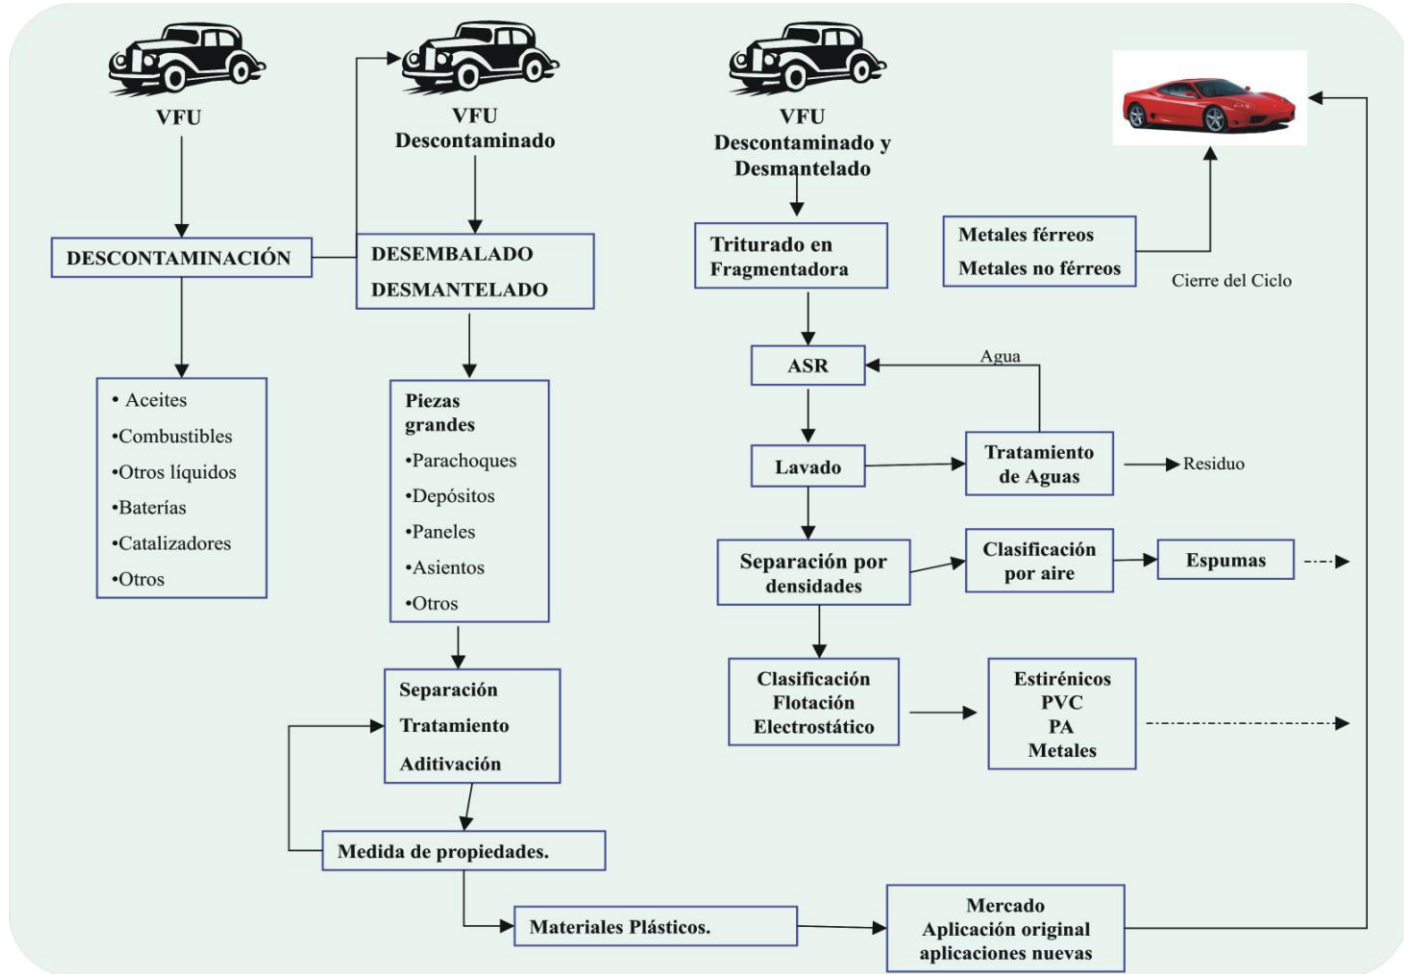 VFU
DESCONTAMINACIÓN
• Aceites
•Combustibles
•Otros líquidos
•Baterías
•Catalizadores
•Otros
VFU
Descontaminado
DESEMBALADO
DESMANTELADO
Piezas
grandes
•Parachoques
•Depósitos
•Paneles
•Asientos
•Otros
Separación
Tratamiento
Aditivación
Medida de propiedades.
Materiales Plásticos.
Mercado
Aplicación original
aplicaciones nuevas
VFU
Descontaminado y
Desmantelado
Triturado en
Fragmentadora
ASR
Agua
Lavado
Tratamiento
de Aguas
Residuo
Separación por
densidades
Clasificación
por aire
Espumas
Clasificación
Flotación
Electrostático
Estirénicos
PVC
PA
Metales
Metales férreos
Metales no férreos
Cierre del Ciclo